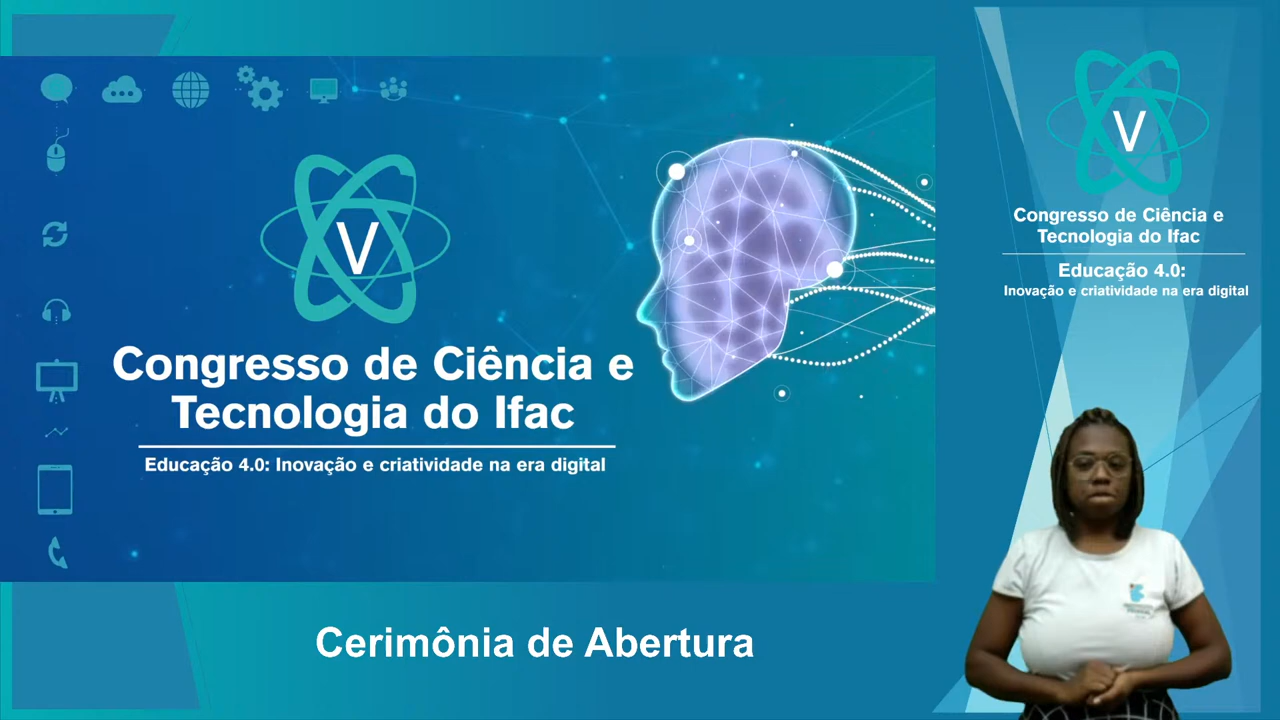 V
Congresso de Ciência e
Tecnologia do Ifac
Educação 4.0: Inovação e criatividade na era digital
Cerimônia de Abertura
V
Congresso de Ciência e
Tecnologia do Ifac
Educação 4.0:
Inovação e criatividade na era digital